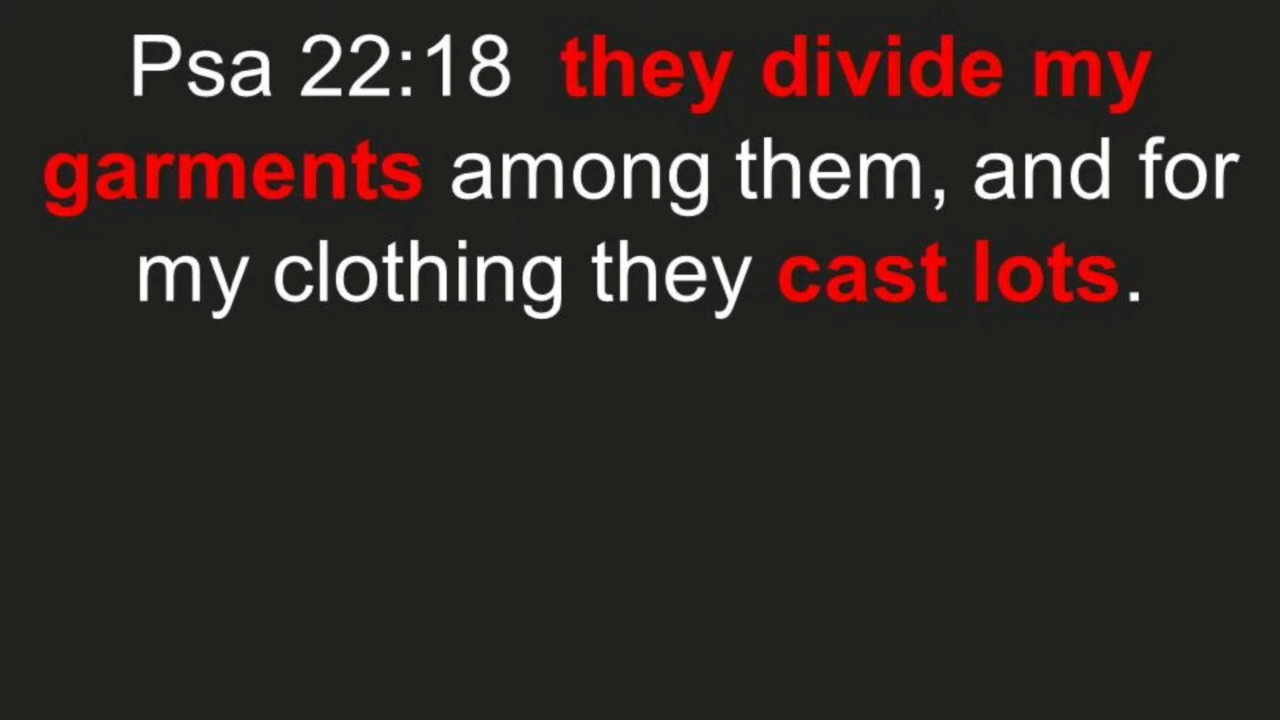 Psa 22:18  they divide my
garments among them, and for
my clothing they cast lots.